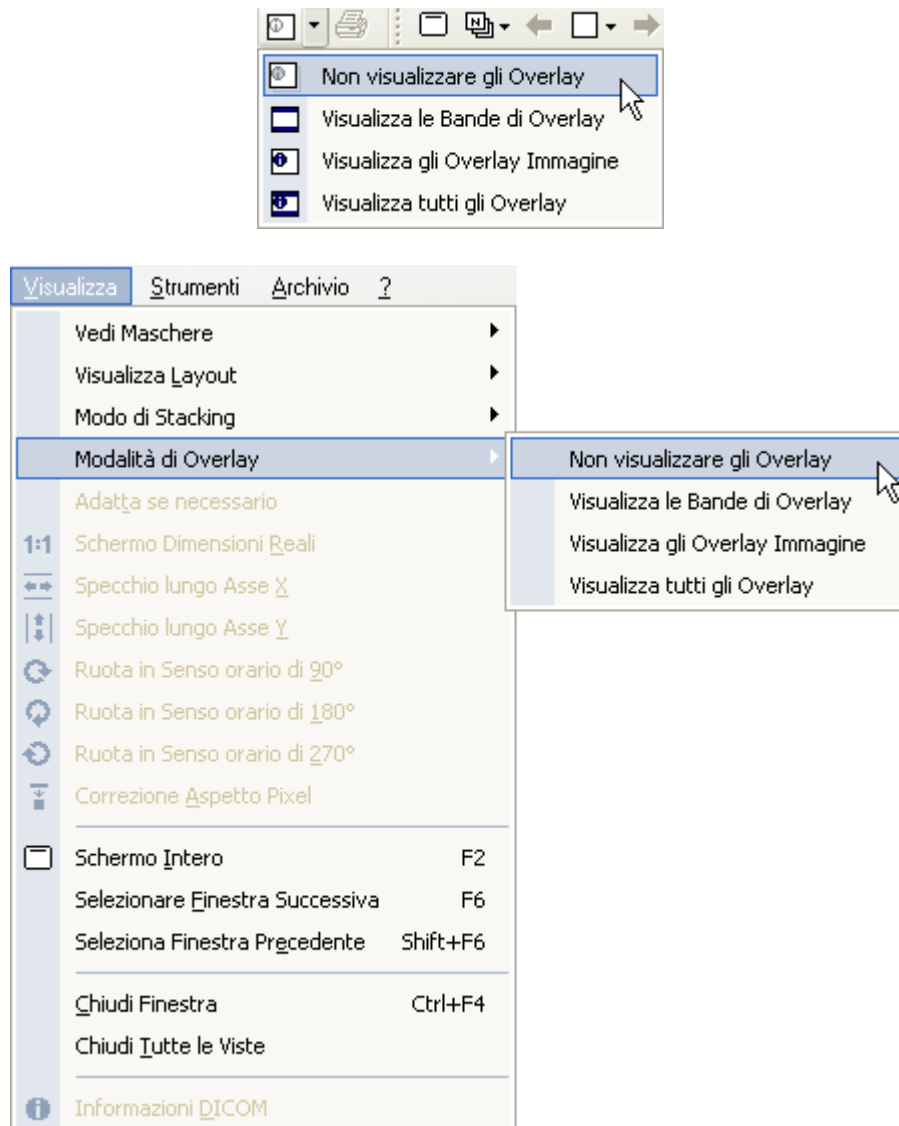 Non visualizzare gli Overlay
Visualizza le Bande di Overlay
Visualizza gli Overlay Immagine
Visualizza tutti gli Overlay
Visualizza Strumenti Archivio ?
Vedi Maschere
Visualizza Layout
Modo di Stacking
Modalità di Overlay
Non visualizzare gli Overlay
Visualizza le Bande di Overlay
Visualizza gli Overlay Immagine
Visualizza tutti gli Overlay
Adatta se necessario
1:1 Schermo Dimensioni Reali
Specchio lungo Asse X
Specchio lungo Asse Y
Ruota in Senso orario di 90°
Ruota in Senso orario di 180°
Ruota in Senso orario di 270°
Correzione Aspetto Pixel
Schermo Intero F2
Selezionare Finestra Successiva F6
Seleziona Finestra Precedente Shift+F6
Chiudi Finestra Ctrl+F4
Chiudi Tutte le Viste
Informazioni DICOM